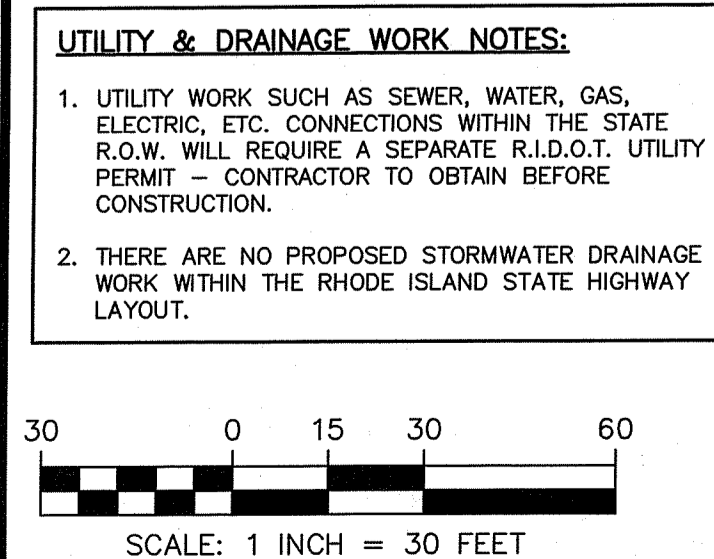 UTILITY & DRAINAGE WORK NOTES:
1. UTILITY WORK SUCH AS SEWER, WATER, GAS,
ELECTRIC, ETC. CONNECTIONS WITHIN THE STATE
R.O.W. WILL REQUIRE A SEPARATE R.I.D.O.T. UTILITY
PERMIT – CONTRACTOR TO OBTAIN BEFORE
CONSTRUCTION.
2. THERE ARE NO PROPOSED STORMWATER DRAINAGE
WORK WITHIN THE RHODE ISLAND STATE HIGHWAY
LAYOUT.
30 0 15 30 60
SCALE: 1 INCH = 30 FEET